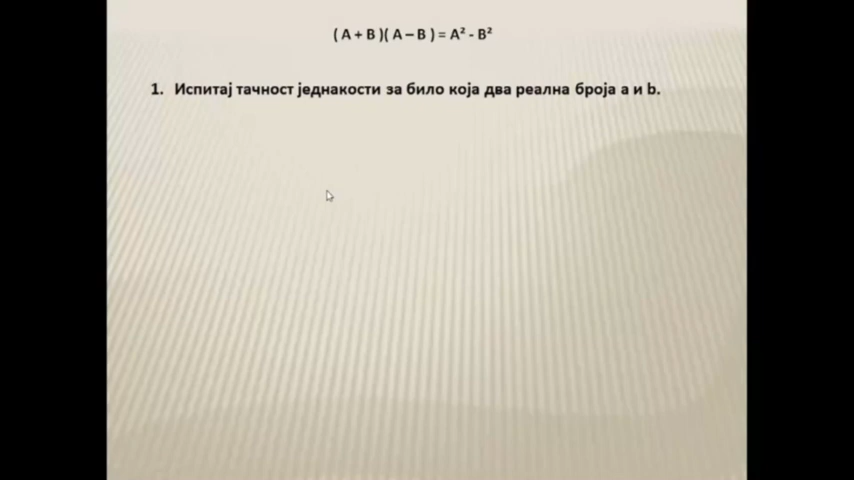 ( A + B )( A – B ) = A² - B²
1. Испитај тачност једнакости за било која два реална броја a и b.